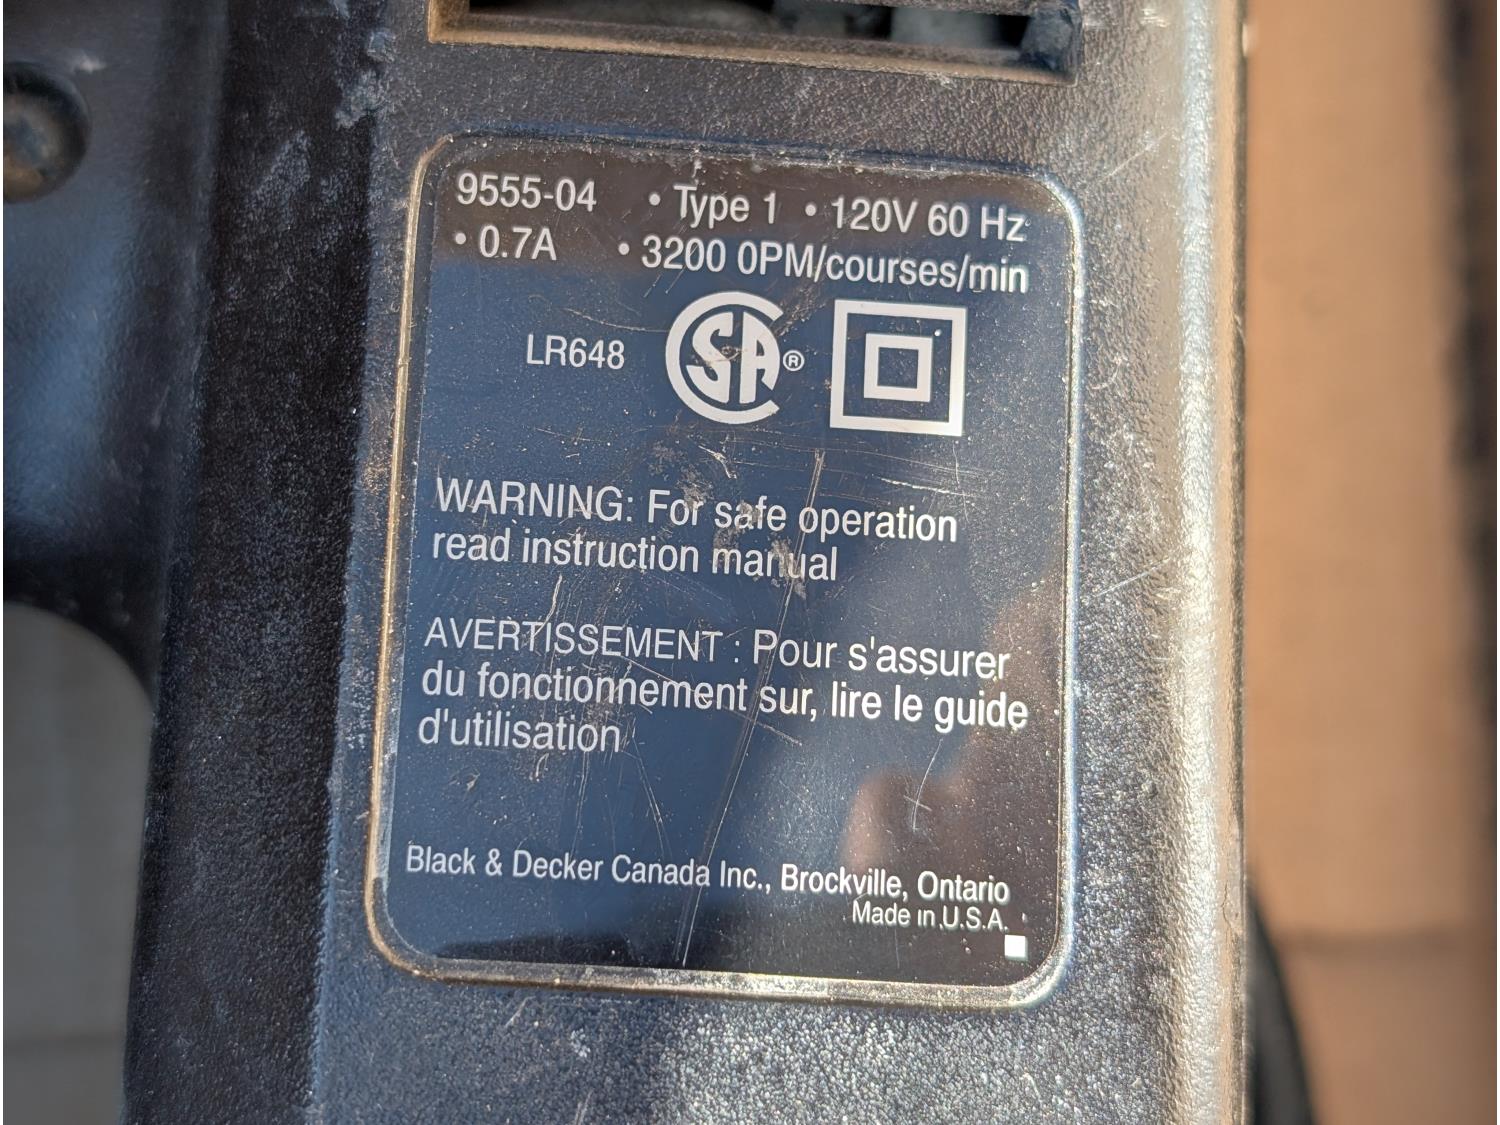 9555-04 • Type 1 • 120V 60 Hz
• 0.7A • 3200 0PM/courses/min
LR648 SA ®
WARNING: For safe operation
read instruction manual
AVERTISSEMENT : Pour s'assurer
du fonctionnement sur, lire le guide
d'utilisation
Black & Decker Canada Inc., Brockville, Ontario
Made in U.S.A.